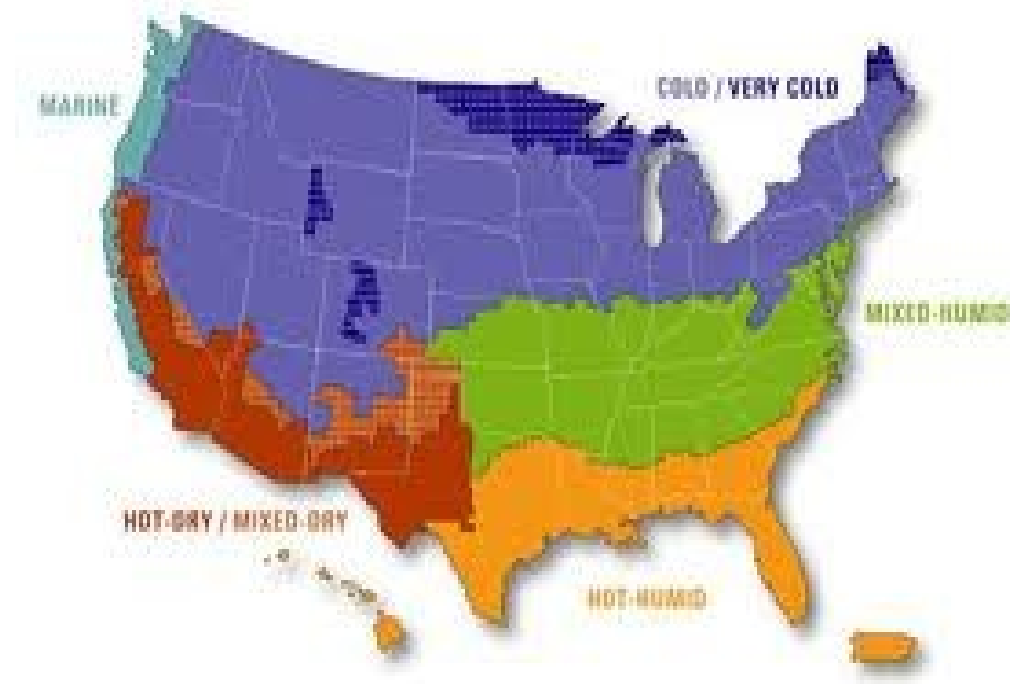 COLD / VERY COLD
MARINE
MIXED-HUMID
HOT-DRY / MIXED-DRY
HOT-HUMID